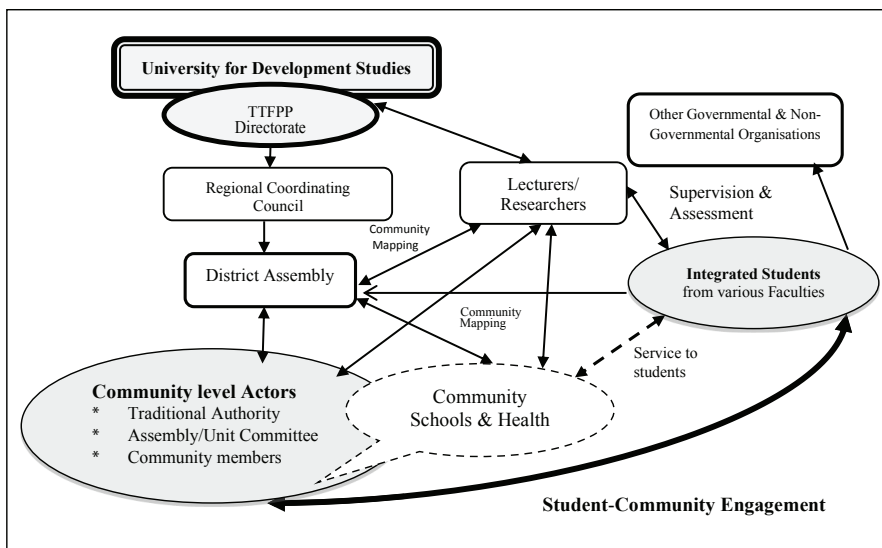 University for Development Studies
TTFPP
Directorate
Other Governmental & Non-
Governmental Organisations
Regional Coordinating
Council
Lecturers/
Researchers
Supervision &
Assessment
Community
Mapping
District Assembly
Integrated Students
from various Faculties
Community
Mapping
Service to
students
Community level Actors
* Traditional Authority
* Assembly/Unit Committee
* Community members
Community
Schools & Health
Student-Community Engagement